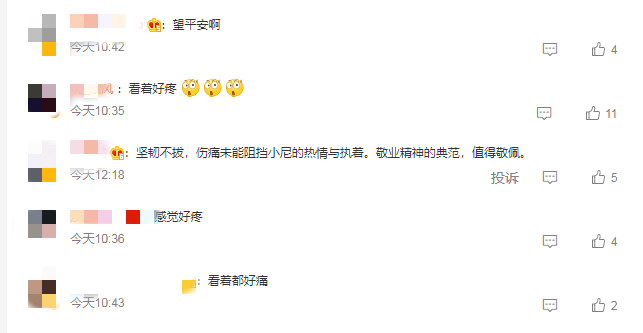 ：望平安啊
今天10:42
4
风：看着好疼
今天10:35
11
：坚韧不拔，伤痛未能阻挡小尼的热情与执着。敬业精神的典范，值得敬佩。
今天12:18
投诉
5
感觉好疼
今天10:36
4
：看着都好痛
今天10:43
2